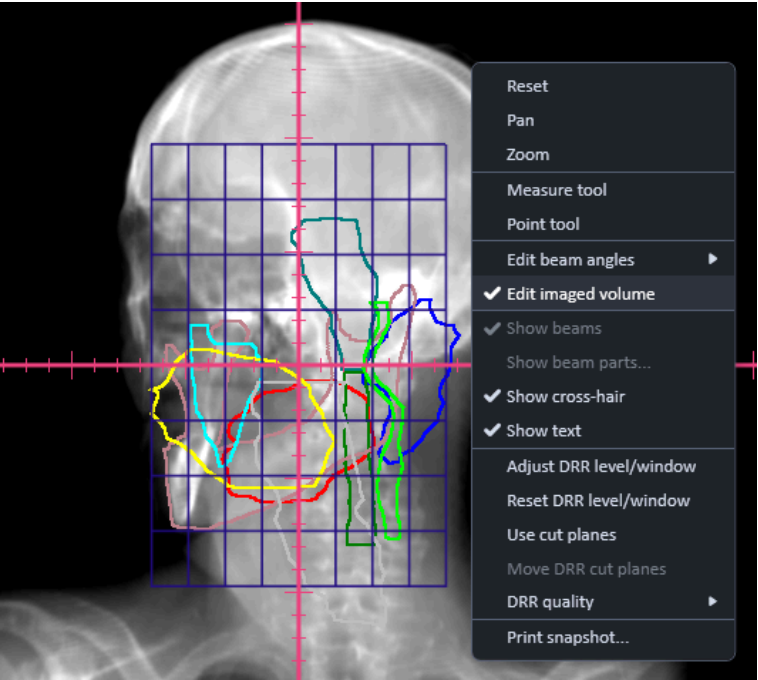 Reset
Pan
Zoom
Measure tool
Point tool
Edit beam angles
Edit imaged volume
Show beams
Show beam parts...
Show cross-hair
Show text
Adjust DRR level/window
Reset DRR level/window
Use cut planes
Move DRR cut planes
DRR quality
Print snapshot...